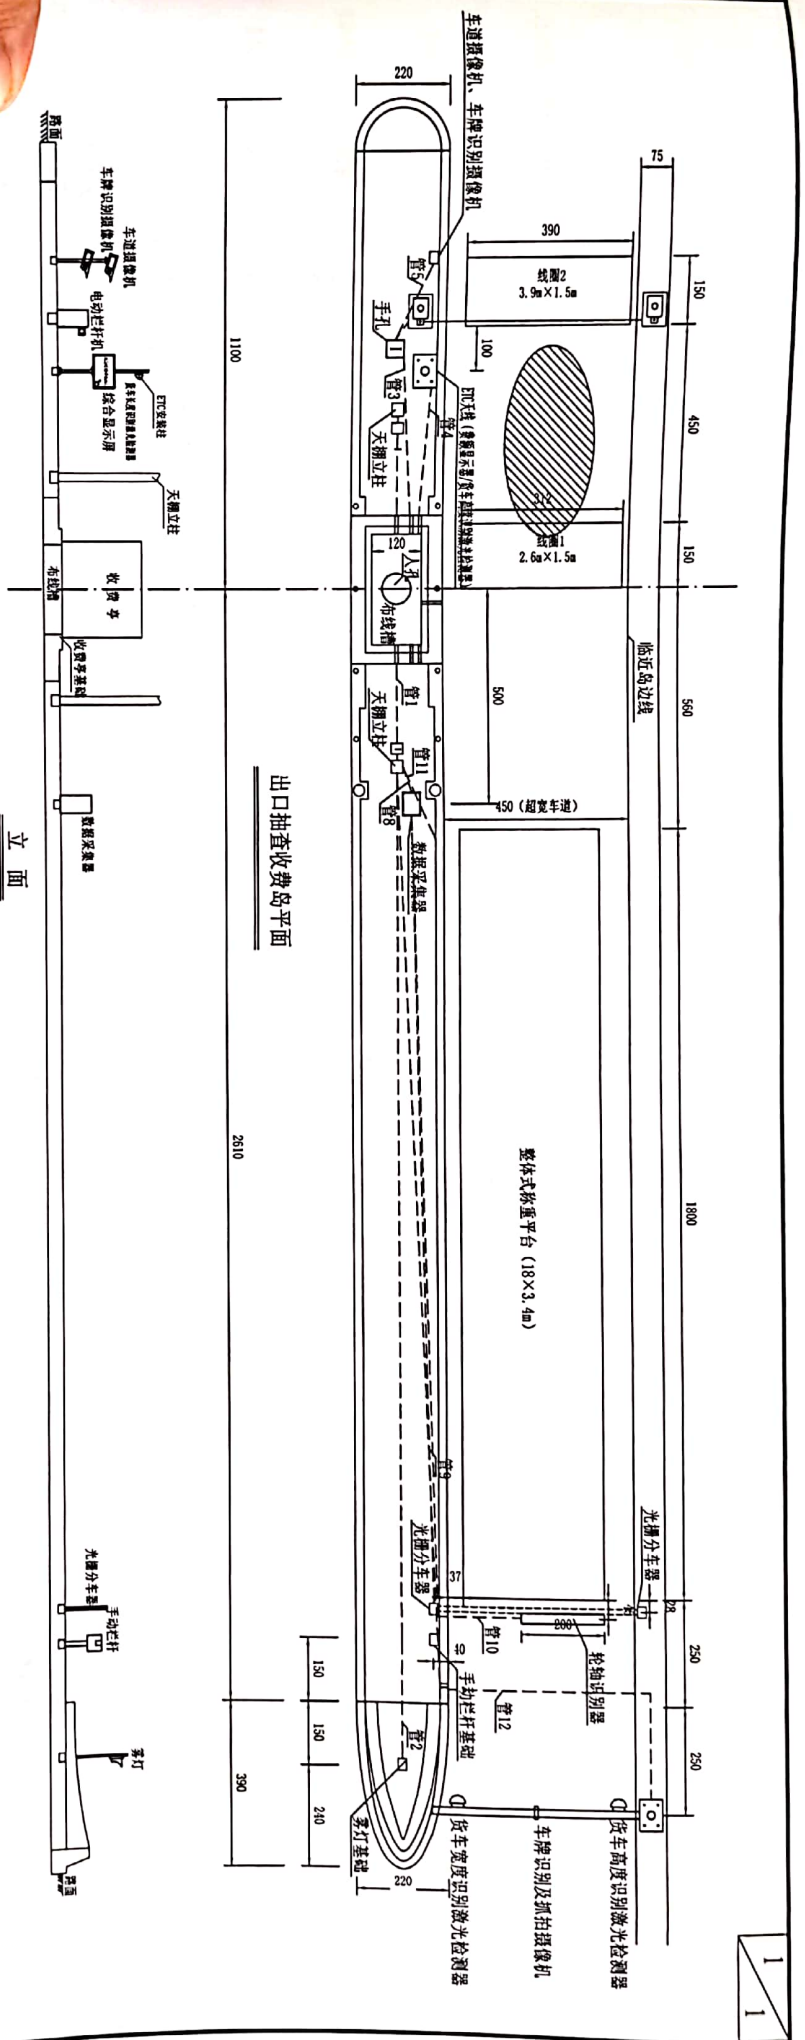 1
1
75
390
150
线圈2
3.9m×1.5m
100
450
线圈1
2.6m×1.5m
150
临近岛边线
560
500
450（超宽车道）
1800
整体式称重平台（18×3.4m）
光栅分车器
28
250
轮轴识别器
200
管10
37
40
管12
250
货车高度识别激光检测器
车牌识别及抓拍摄像机
货车宽度识别激光检测器
车道摄像机、车牌识别摄像机
220
管5
手孔
管3
管4
天棚立柱
120
人孔
布线槽
管1
天棚立柱
管11
管8
数据采集器
管9
光栅分车器
手动栏杆基础
管2
雾灯基础
220
1100
2610
390
150
150
240
出口抽查收费岛平面
路面
车牌识别摄像机
车道摄像机
电动栏杆机
综合显示屏
ETC安装柱
天棚立柱
收费亭
布线槽
收费亭基础
数据采集器
光栅分车器
手动栏杆
雾灯
路面
立面